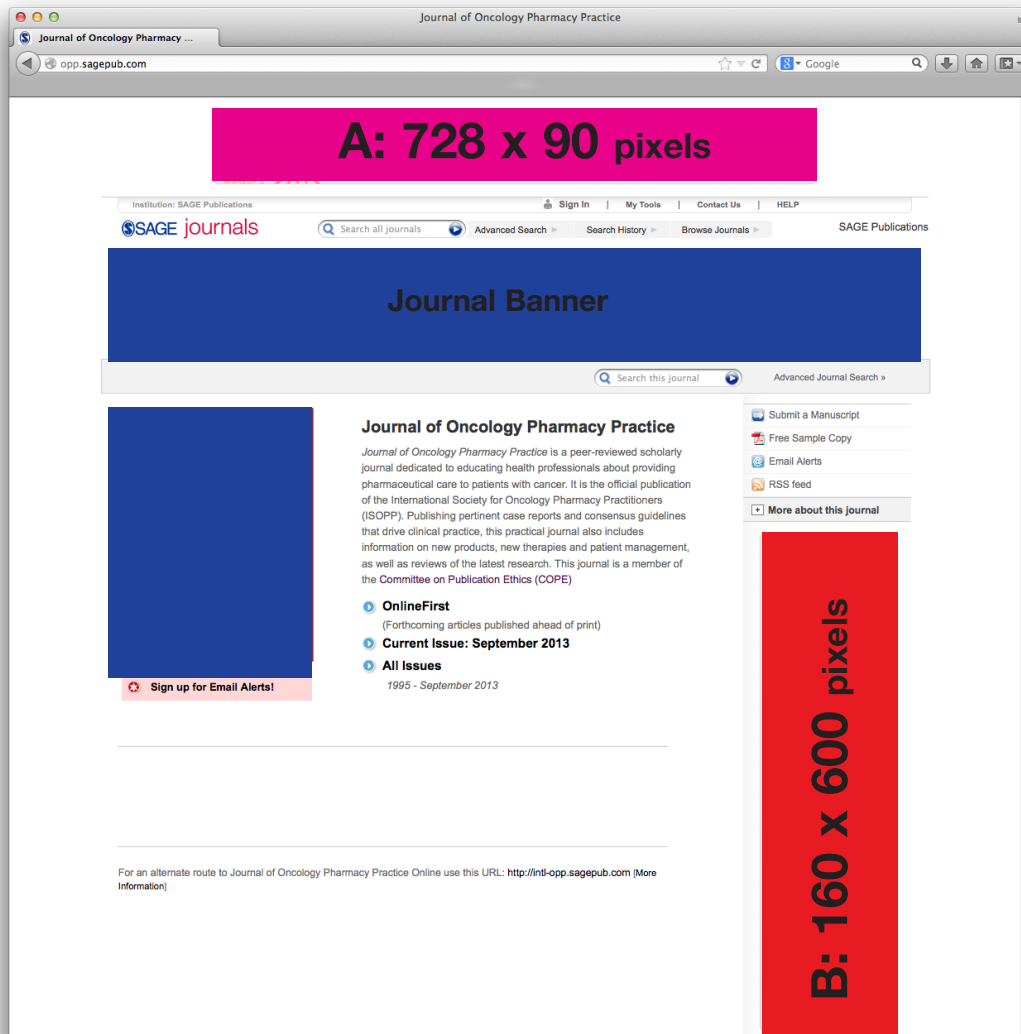 Journal of Oncology Pharmacy Practice
Journal of Oncology Pharmacy ...
opp.sagepub.com
Google
A: 728 x 90 pixels
Institution: SAGE Publications
Sign In | My Tools | Contact Us | HELP
SAGE journals
Search all journals
Advanced Search
Search History
Browse Journals
SAGE Publications
Journal Banner
Search this journal
Advanced Journal Search »
Journal of Oncology Pharmacy Practice
Journal of Oncology Pharmacy Practice is a peer-reviewed scholarly
journal dedicated to educating health professionals about providing
pharmaceutical care to patients with cancer. It is the official publication
of the International Society for Oncology Pharmacy Practitioners
(ISOPP). Publishing pertinent case reports and consensus guidelines
that drive clinical practice, this practical journal also includes
information on new products, new therapies and patient management,
as well as reviews of the latest research. This journal is a member of
the Committee on Publication Ethics (COPE)
OnlineFirst
(Forthcoming articles published ahead of print)
Current Issue: September 2013
All Issues
1995 - September 2013
Sign up for Email Alerts!
Submit a Manuscript
Free Sample Copy
Email Alerts
RSS feed
More about this journal
B: 160 x 600 pixels
For an alternate route to Journal of Oncology Pharmacy Practice Online use this URL: http://intl-opp.sagepub.com [More
Information]